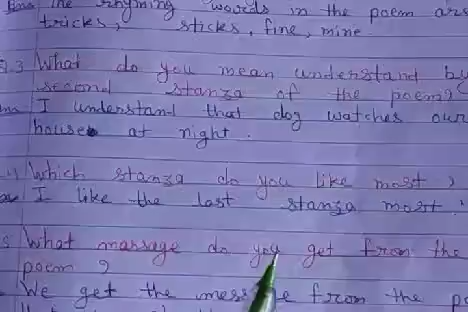 The rhyming words in the poem are
tricks, sticks, fine, mine
Q.3 What do you mean understand by
second stanza of the poem?
I understand that dog watches our
house at night.
Which stanza do you like most?
I like the last stanza most.
What massage do you get from the
poem?
We get the message from the